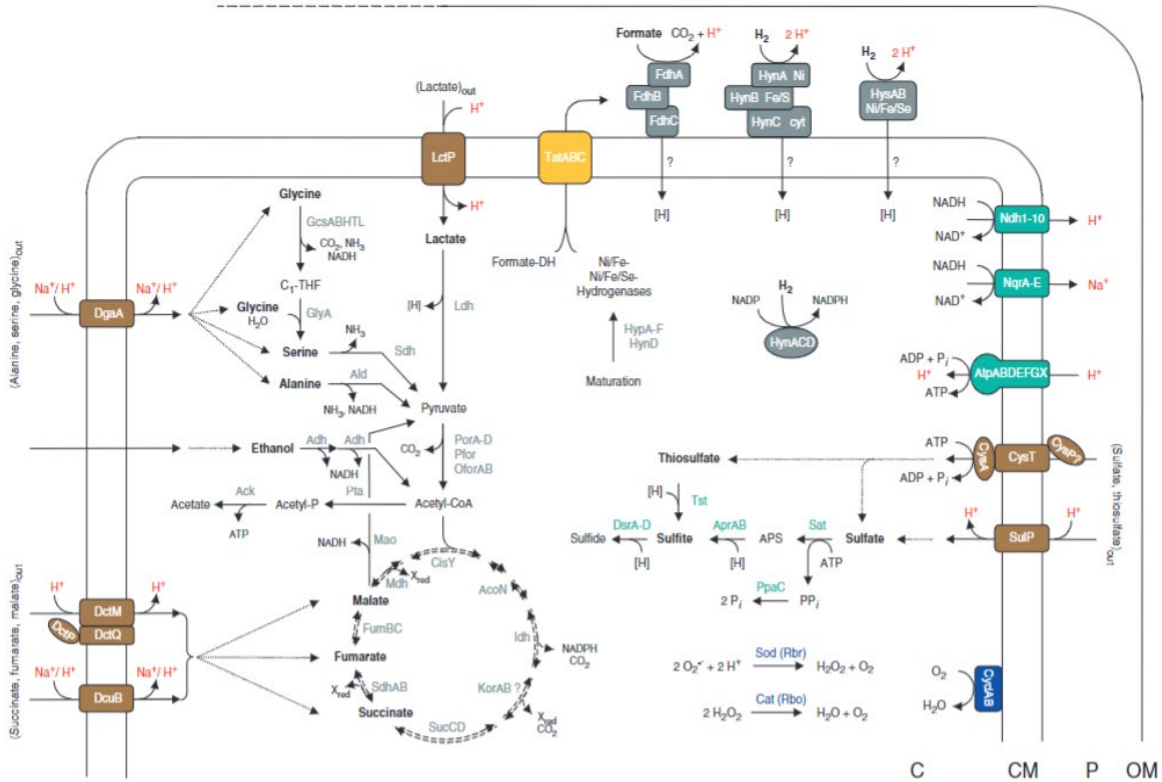 Formate CO2 + H+
H2 2 H+
H2 2 H+
FdhA
FdhB
FdhC
HynA Ni
HynB Fe/S
HynC cyt
HysAB
Ni/Fe/Se
(Lactate)out
H+
LctP
TatABC
?
?
?
H+
[H]
[H]
[H]
Glycine
GcsABHTL
CO2, NH3
NADH
C1-THF
Lactate
Formate-DH
Ni/Fe-
Ni/Fe/Se-
Hydrogenases
HypA-F
HynD
Maturation
H2
NADP
NADPH
HynACD
NADH
Ndh1-10
H+
NAD+
NADH
NqrA-E
Na+
NAD+
ADP + Pi
H+
AtpABDEFGX
H+
ATP
(Alanine, serine, glycine)out
Na+/ H+
Na+/ H+
DgaA
Glycine
H2O
GlyA
[H]
Ldh
Serine
NH3
Sdh
Alanine
Ald
NH3, NADH
Pyruvate
Ethanol
Adh
Adh
NADH
CO2
PorA-D
Pfor
OforAB
Acetate
Ack
Acetyl-P
Pta
Acetyl-CoA
ATP
NADH
Mao
ATP
CysA
CysT
CysP?
ADP + Pi
(Sulfate, thiosulfate)out
Thiosulfate
[H]
Tst
DsrA-D
AprAB
Sat
Sulfide
Sulfite
APS
Sulfate
[H]
[H]
ATP
H+
H+
SulP
PpaC
2 Pi
PPi
(Succinate, fumarate, malate)out
H+
H+
DctM
DctP
DctQ
Na+/ H+
Na+/ H+
DcuB
CisY
Mdh
Xred
AcoN
Malate
FumBC
Idh
NADPH
CO2
Fumarate
Xred
SdhAB
KorAB ?
Succinate
SucCD
Xred
CO2
2 O2•- + 2 H+
Sod (Rbr)
H2O2 + O2
Cat (Rbo)
2 H2O2
H2O + O2
O2
CydAB
H2O
C CM P OM